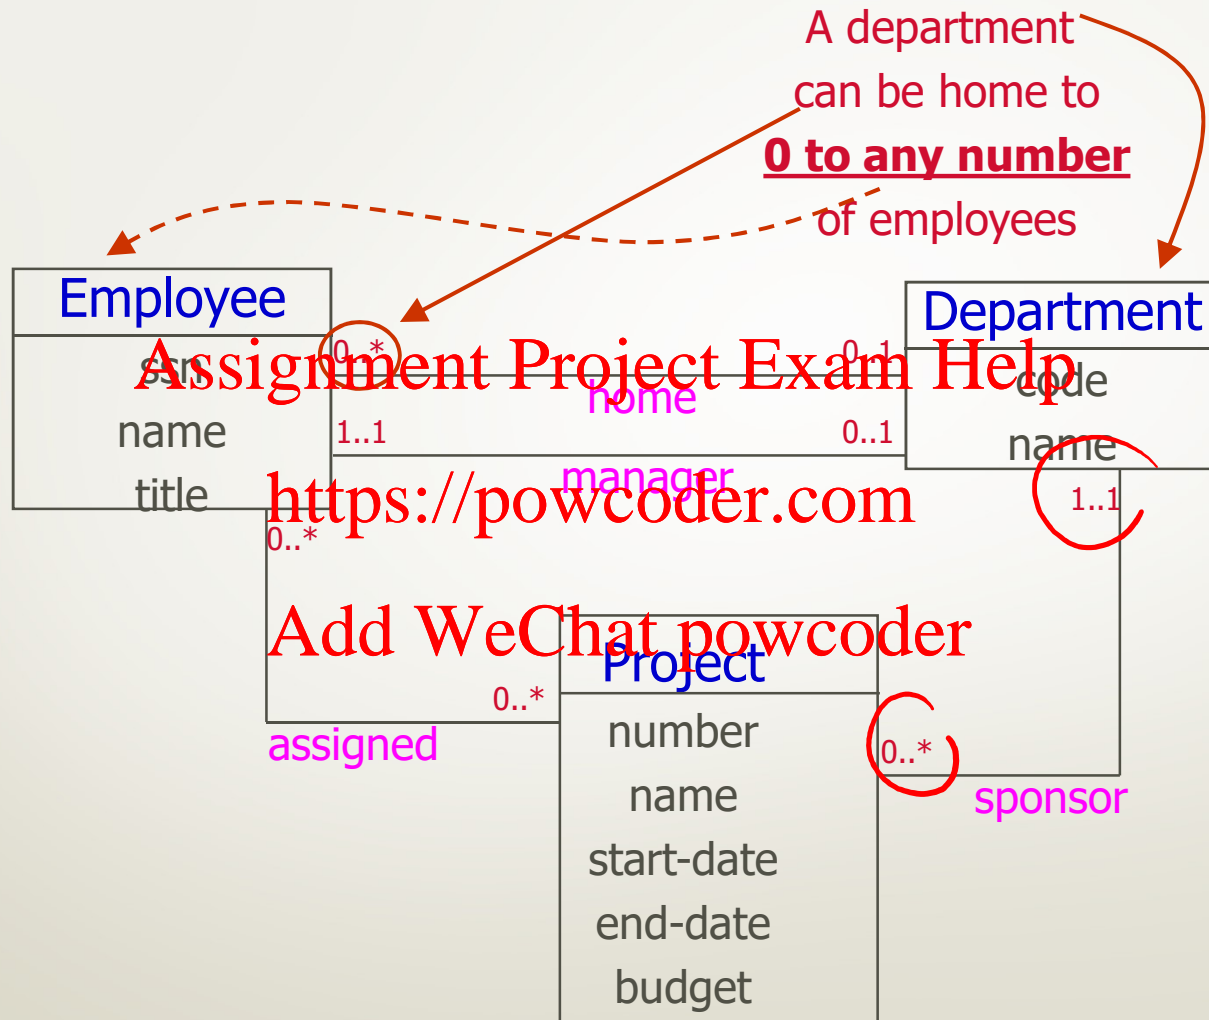 A department
can be home to
0 to any number
of employees
Employee
ssn
name
title
Department
code
name
0..*
0..1
home
1..1
0..1
manager
1..1
0..*
Assignment Project Exam Help
https://powcoder.com
Add WeChat powcoder
Project
number
name
start-date
end-date
budget
0..*
assigned
0..*
sponsor